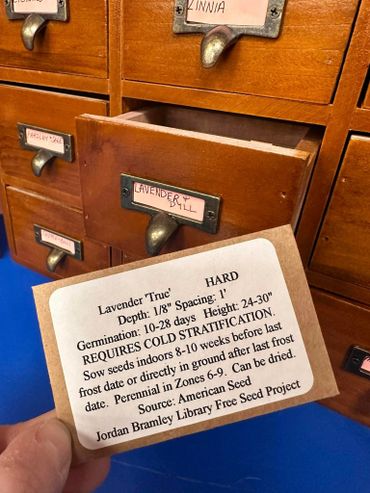 ZINNIA
LAVENDER +
DILL
Lavender 'True' HARD
Depth: 1/8" Spacing: 1'
Germination: 10-28 days Height: 24-30"
REQUIRES COLD STRATIFICATION.
Sow seeds indoors 8-10 weeks before last
frost date or directly in ground after last frost
date. Perennial in Zones 6-9. Can be dried.
Source: American Seed
Jordan Bramley Library Free Seed Project